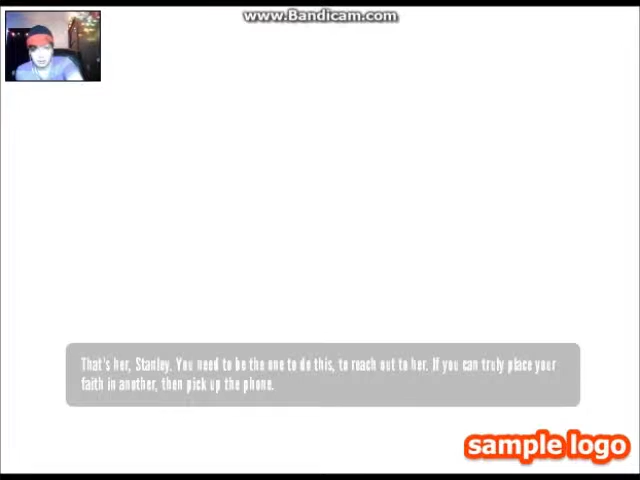 www.Bandicam.com
That's her, Stanley. You need to be the one to do this, to reach out to her. If you can truly place your
faith in another, then pick up the phone.
sample logo